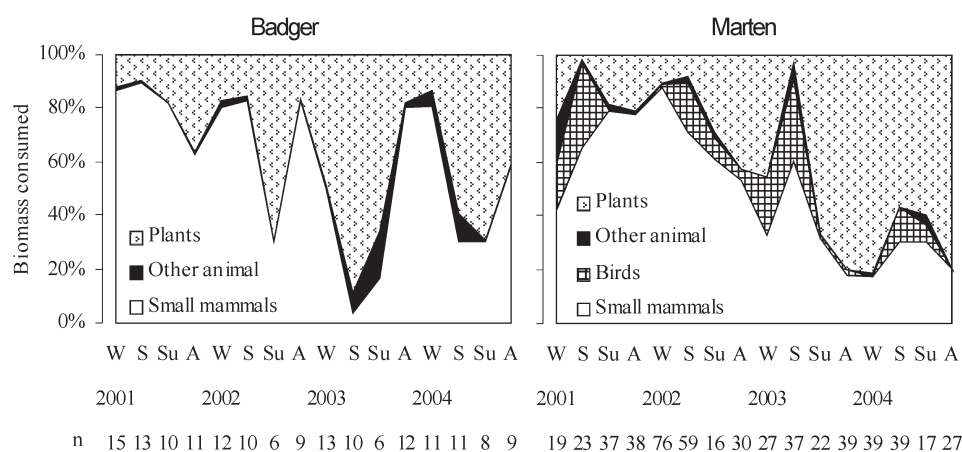 Badger
Marten
Biomass consumed
100%
80%
60%
40%
20%
0%
Plants
Other animal
Small mammals
Plants
Other animal
Birds
Small mammals
W S Su A W S Su A W S Su A W S Su A
W S Su A W S Su A W S Su A W S Su A
2001 2002 2003 2004
2001 2002 2003 2004
n 15 13 10 11 12 10 6 9 13 10 6 12 11 11 8 9
19 23 37 38 76 59 16 30 27 37 22 39 39 39 17 27